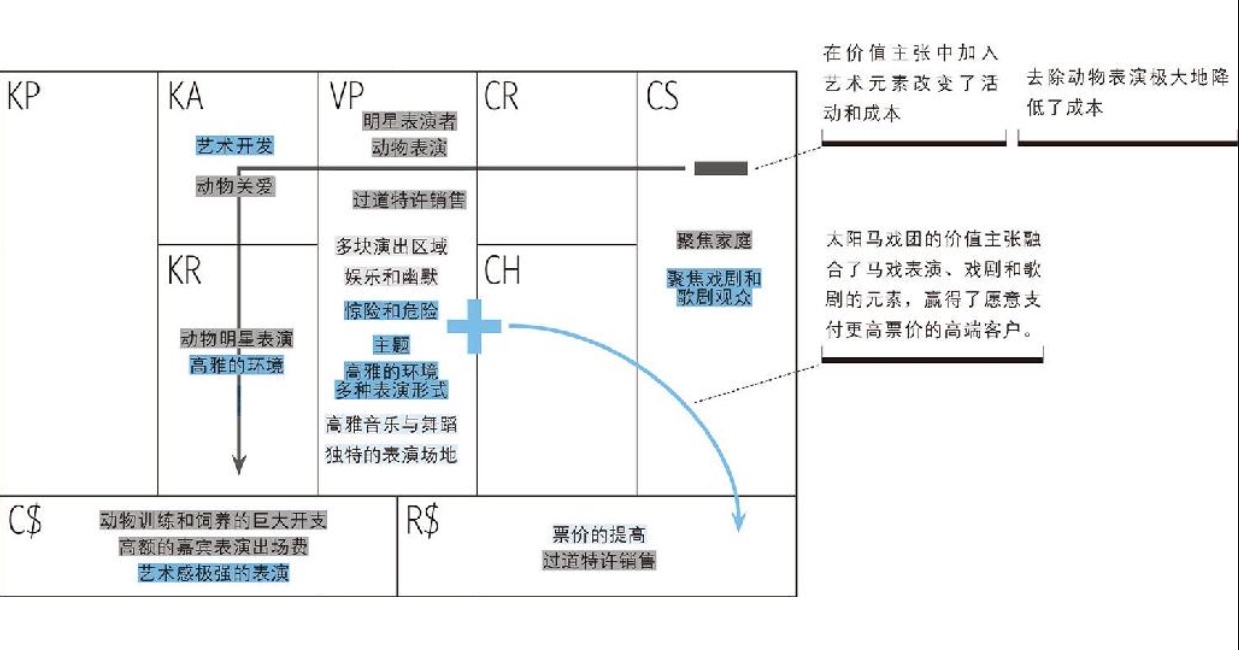 KP
KA
艺术开发
动物关爱
KR
动物明星表演
高雅的环境
VP
明星表演者
动物表演
过道特许销售
多块演出区域
娱乐和幽默
惊险和危险
主题
高雅的环境
多种表演形式
高雅音乐与舞蹈
独特的表演场地
CR
CH
CS
聚焦家庭
聚焦戏剧和
歌剧观众
C$
动物训练和饲养的巨大开支
高额的嘉宾表演出场费
艺术感极强的表演
R$
票价的提高
过道特许销售
在价值主张中加入
艺术元素改变了活
动和成本
去除动物表演极大地降
低了成本
太阳马戏团的价值主张融
合了马戏表演、戏剧和歌
剧的元素，赢得了愿意支
付更高票价的高端客户。